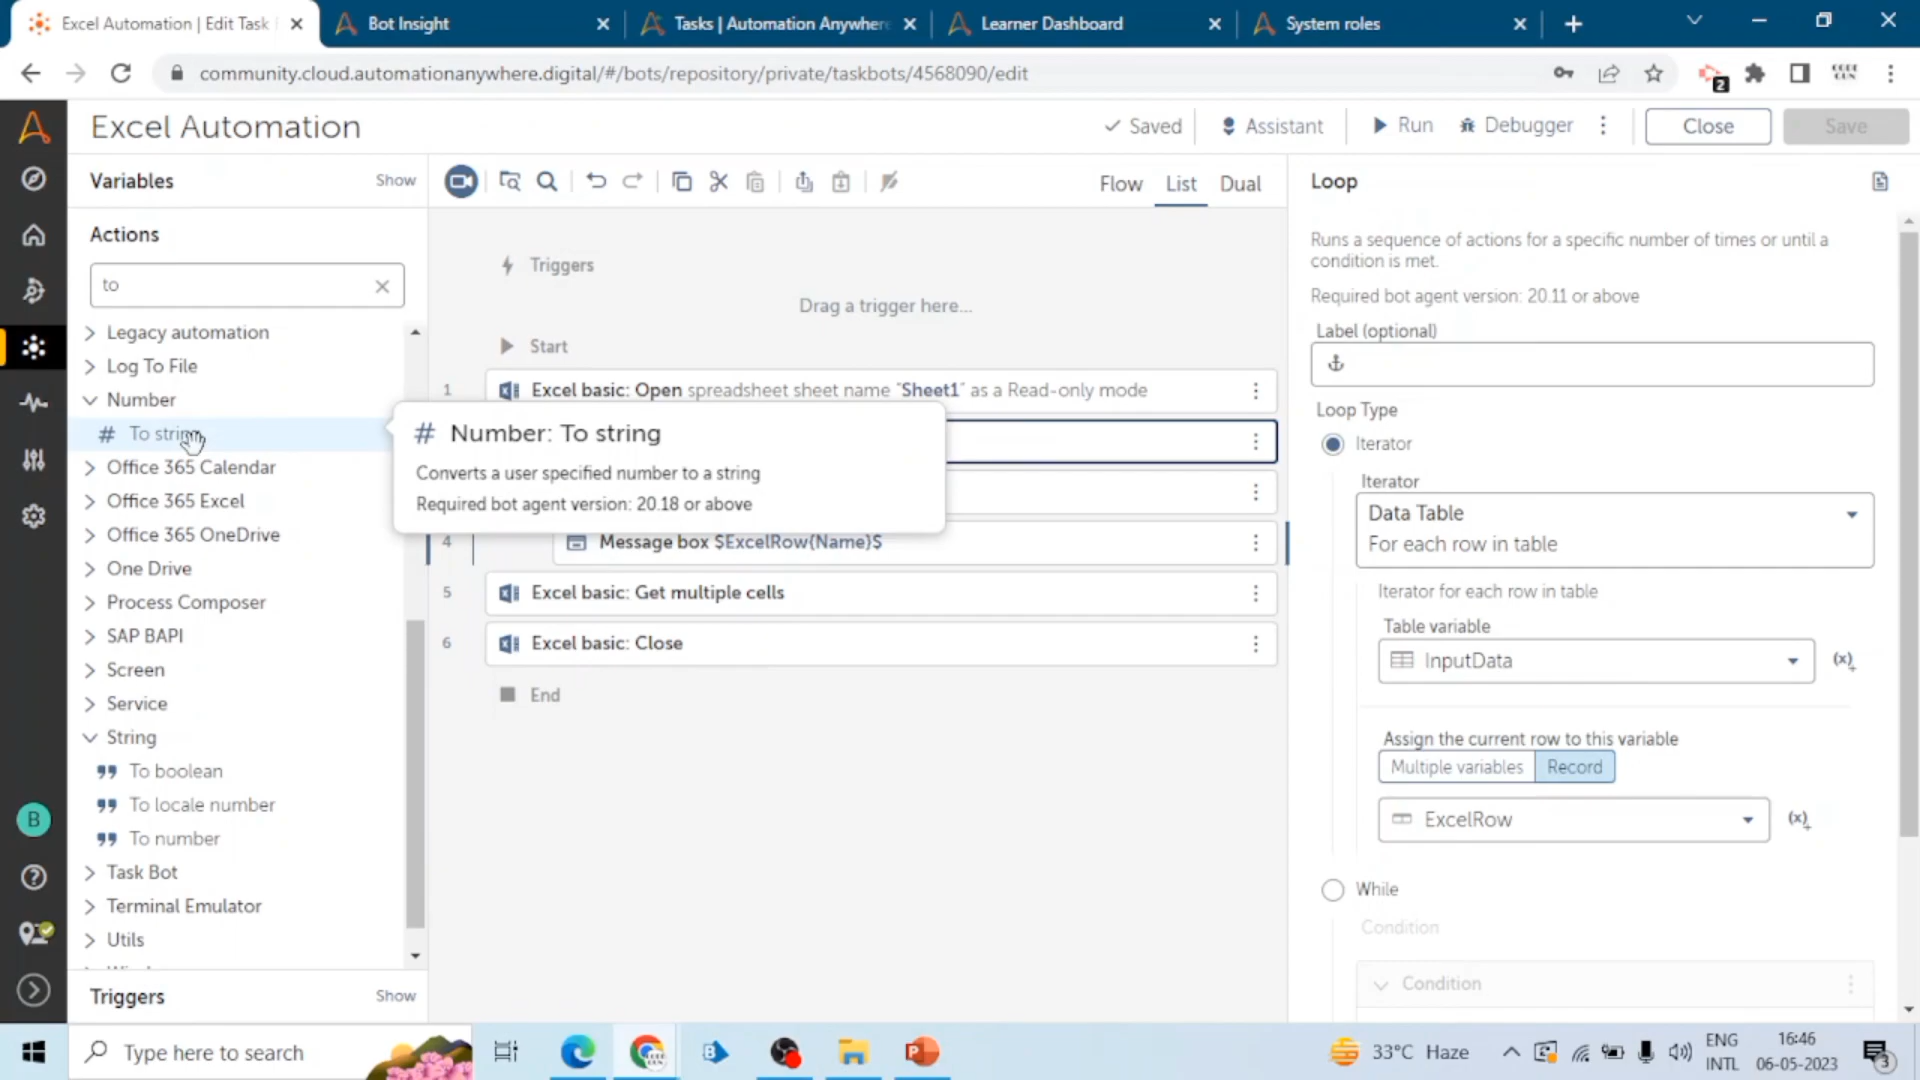 Excel Automation | Edit Task
Bot Insight
Tasks | Automation Anywhere
Learner Dashboard
System roles
community.cloud.automationanywhere.digital/#/bots/repository/private/taskbots/4568090/edit
2
Excel Automation
Saved
Assistant
Run
Debugger
Close
Save
Variables
Show
Flow
List
Dual
Actions
to
Legacy automation
Log To File
Number
To string
Office 365 Calendar
Office 365 Excel
Office 365 OneDrive
One Drive
Process Composer
SAP BAPI
Screen
Service
String
To boolean
To locale number
To number
Task Bot
Terminal Emulator
Utils
Triggers
Show
B
Triggers
Drag a trigger here...
Start
1 Excel basic: Open spreadsheet sheet name "Sheet1" as a Read-only mode
Number: To string
Converts a user specified number to a string
Required bot agent version: 20.18 or above
4 Message box $ExcelRow{Name}$
5 Excel basic: Get multiple cells
6 Excel basic: Close
End
Loop
Runs a sequence of actions for a specific number of times or until a
condition is met.
Required bot agent version: 20.11 or above
Label (optional)
Loop Type
Iterator
Iterator
Data Table
For each row in table
Iterator for each row in table
Table variable
InputData
(x)
Assign the current row to this variable
Multiple variables
Record
ExcelRow
(x)
While
Condition
Condition
Type here to search
33°C Haze
ENG
INTL
16:46
06-05-2023
3